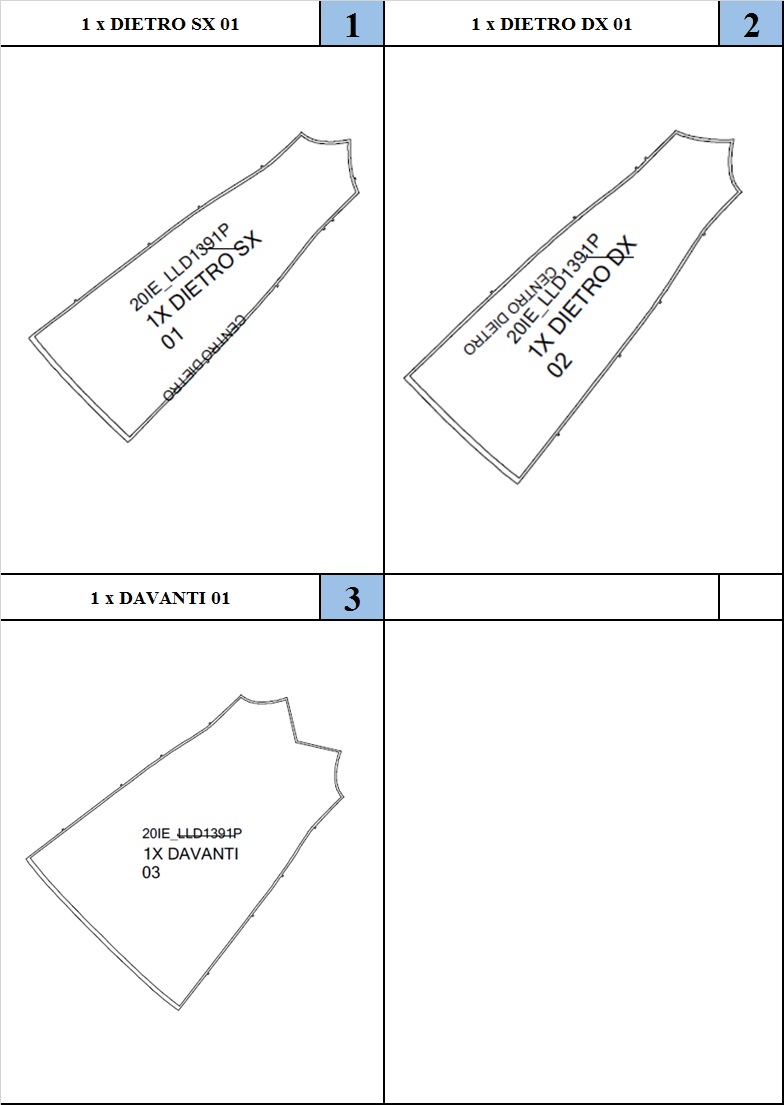 1 x DIETRO SX 01
1
1 x DIETRO DX 01
2
20IE_LLD1391P
1X DIETRO SX
01
CENTRO DIETRO
CENTRO DIETRO
20IE_LLD1391P
1X DIETRO DX
02
1 x DAVANTI 01
3
20IE_LLD1391P
1X DAVANTI
03